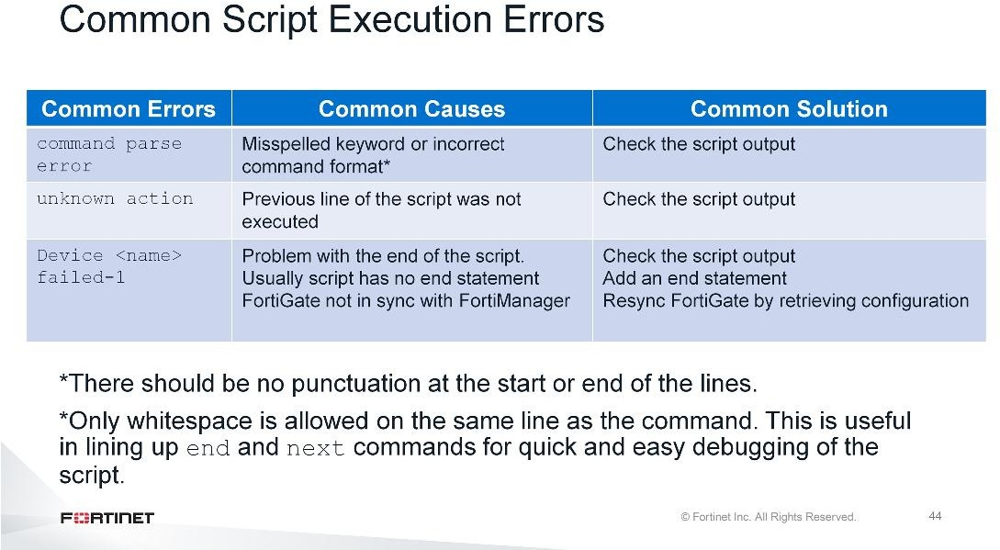 Common Script Execution Errors
Common Errors Common Causes Common Solution
command parse
error
Misspelled keyword or incorrect
command format*
Check the script output
unknown action
Previous line of the script was not
executed
Check the script output
Device <name>
failed-1
Problem with the end of the script.
Usually script has no end statement
FortiGate not in sync with FortiManager
Check the script output
Add an end statement
Resync FortiGate by retrieving configuration
*There should be no punctuation at the start or end of the lines.
*Only whitespace is allowed on the same line as the command. This is useful
in lining up end and next commands for quick and easy debugging of the
script.
FORTINET
© Fortinet Inc. All Rights Reserved.
44